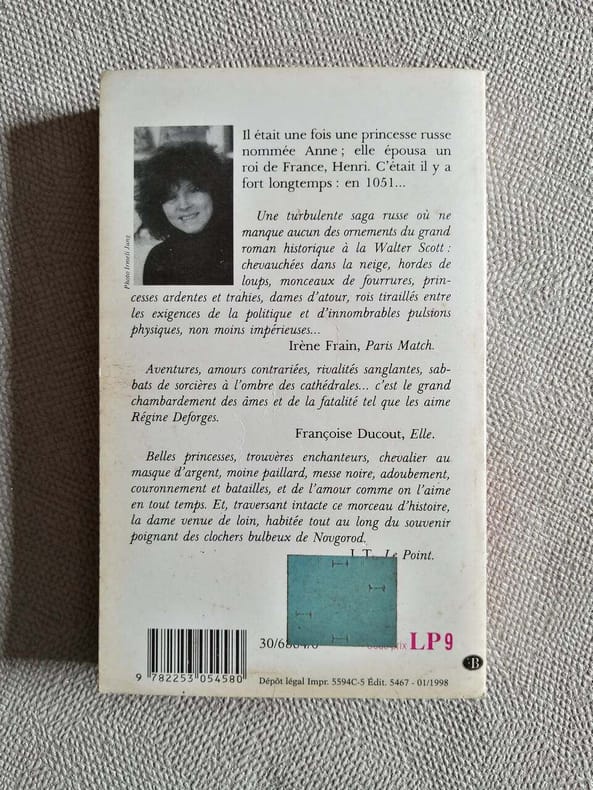 Il était une fois une princesse russe
nommée Anne ; elle épousa un
roi de France, Henri. C'était il y a
fort longtemps : en 1051...
Photo Irmeli Jung
Une turbulente saga russe où ne
manque aucun des ornements du grand
roman historique à la Walter Scott :
chevauchées dans la neige, hordes de
loups, monceaux de fourrures, prin-
cesses ardentes et trahies, dames d'atour, rois tiraillés entre
les exigences de la politique et d'innombrables pulsions
physiques, non moins impérieuses...
Irène Frain, Paris Match.
Aventures, amours contrariées, rivalités sanglantes, sab-
bats de sorcières à l'ombre des cathédrales... c'est le grand
chambardement des âmes et de la fatalité tel que les aime
Régine Deforges.
Françoise Ducout, Elle.
Belles princesses, trouvères enchanteurs, chevalier au
masque d'argent, moine paillard, messe noire, adoubement,
couronnement et batailles, et de l'amour comme on l'aime
en tout temps. Et, traversant intacte ce morceau d'histoire,
la dame venue de loin, habitée tout au long du souvenir
poignant des clochers bulbeux de Novgorod.
Le Point.
prix LP9
B
9 782253 054580
Dépôt légal Impr. 5594C-5 Édit. 5467 - 01/1998